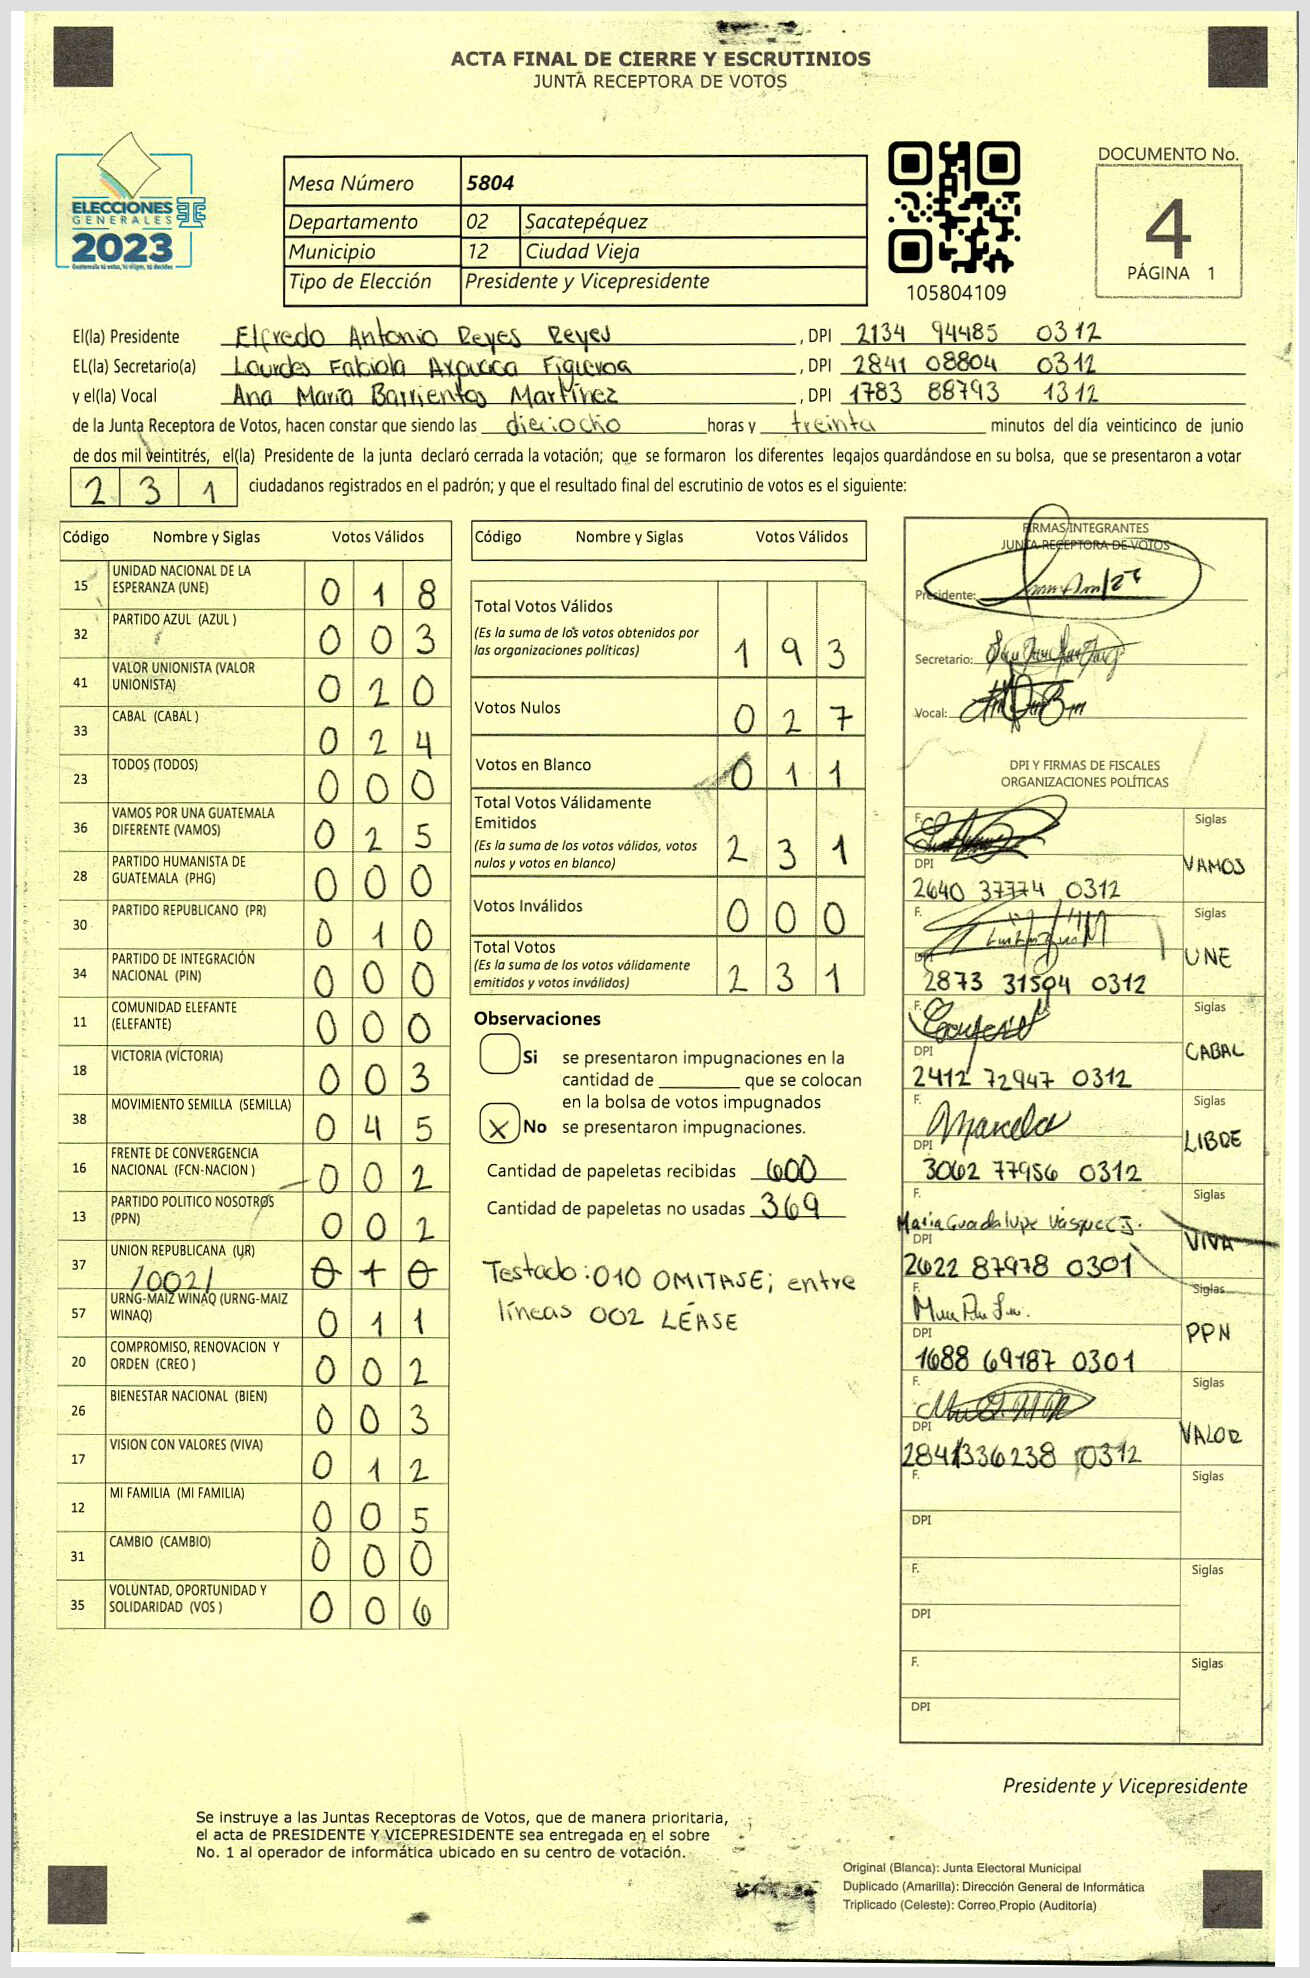 ACTA FINAL DE CIERRE Y ESCRUTINIOS
JUNTA RECEPTORA DE VOTOS
ELECCIONES
GENERALES
2023
Mesa Número 5804
Departamento 02 Sacatepéquez
Municipio 12 Ciudad Vieja
Tipo de Elección Presidente y Vicepresidente
105804109
DOCUMENTO No.
4
PÁGINA 1
El(la) Presidente Elfredo Antonio Reyes Reyes , DPI 2134 94485 0312
EL(la) Secretario(a) Lourdes Fabiola Axpuaca Figueroa , DPI 2841 08804 0312
y el(la) Vocal Ana María Barrientos Martínez , DPI 1783 88793 1312
de la Junta Receptora de Votos, hacen constar que siendo las dieciocho horas y treinta minutos del día veinticinco de junio
de dos mil veintitrés, el(la) Presidente de la junta declaró cerrada la votación; que se formaron los diferentes legajos guardándose en su bolsa, que se presentaron a votar
231 ciudadanos registrados en el padrón; y que el resultado final del escrutinio de votos es el siguiente:
Código Nombre y Siglas Votos Válidos
15 UNIDAD NACIONAL DE LA ESPERANZA (UNE) 0 1 8
32 PARTIDO AZUL (AZUL ) 0 0 3
41 VALOR UNIONISTA (VALOR UNIONISTA) 0 2 0
33 CABAL (CABAL ) 0 2 4
23 TODOS (TODOS) 0 0 0
36 VAMOS POR UNA GUATEMALA DIFERENTE (VAMOS) 0 2 5
28 PARTIDO HUMANISTA DE GUATEMALA (PHG) 0 0 0
30 PARTIDO REPUBLICANO (PR) 0 1 0
34 PARTIDO DE INTEGRACIÓN NACIONAL (PIN) 0 0 0
11 COMUNIDAD ELEFANTE (ELEFANTE) 0 0 0
18 VICTORIA (VICTORIA) 0 0 3
38 MOVIMIENTO SEMILLA (SEMILLA) 0 4 5
16 FRENTE DE CONVERGENCIA NACIONAL (FCN-NACION ) 0 0 2
13 PARTIDO POLITICO NOSOTROS (PPN) 0 0 2
37 UNION REPUBLICANA (UR) /002/ 0 1 0
57 URNG-MAIZ WINAQ (URNG-MAIZ WINAQ) 0 1 1
20 COMPROMISO, RENOVACION Y ORDEN (CREO ) 0 0 2
26 BIENESTAR NACIONAL (BIEN) 0 0 3
17 VISION CON VALORES (VIVA) 0 1 2
12 MI FAMILIA (MI FAMILIA) 0 0 5
31 CAMBIO (CAMBIO) 0 0 0
35 VOLUNTAD, OPORTUNIDAD Y SOLIDARIDAD (VOS ) 0 0 6
Código Nombre y Siglas Votos Válidos
Total Votos Válidos 1 9 3
(Es la suma de los votos obtenidos por
las organizaciones políticas)
Votos Nulos 0 2 7
Votos en Blanco 0 1 1
Total Votos Válidamente
Emitidos 2 3 1
(Es la suma de los votos válidos, votos
nulos y votos en blanco)
Votos Inválidos 0 0 0
Total Votos 2 3 1
(Es la suma de los votos válidamente
emitidos y votos inválidos)
Observaciones
Si se presentaron impugnaciones en la
cantidad de ________ que se colocan
en la bolsa de votos impugnados
X No se presentaron impugnaciones.
Cantidad de papeletas recibidas 600
Cantidad de papeletas no usadas 369
Testado: 010 OMITASE; entre
líneas 002 LÉASE
FIRMAS INTEGRANTES
JUNTA RECEPTORA DE VOTOS
Presidente:
Secretario:
Vocal:
DPI Y FIRMAS DE FISCALES
ORGANIZACIONES POLÍTICAS
F. Siglas
DPI VAMOS
2640 37774 0312
F. Siglas
DPI UNE
2873 31594 0312
F. Siglas
DPI CABAL
2412 72947 0312
F. Marcela Siglas
DPI LIBDE
3062 77956 0312
F. Siglas
Maria Guadalupe Vásquez J.
DPI VIVA
2622 87978 0301
F. Siglas
DPI PPN
1688 69187 0301
F. Siglas
DPI VALOR
2841336238 0312
F. Siglas
DPI
F. Siglas
DPI
F. Siglas
DPI
Presidente y Vicepresidente
Se instruye a las Juntas Receptoras de Votos, que de manera prioritaria,
el acta de PRESIDENTE Y VICEPRESIDENTE sea entregada en el sobre
No. 1 al operador de informática ubicado en su centro de votación.
Original (Blanca): Junta Electoral Municipal
Duplicado (Amarilla): Dirección General de Informática
Triplicado (Celeste): Correo Propio (Auditoría)